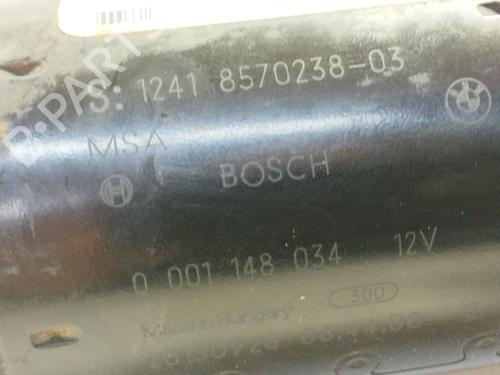 S: 1241 8570238-03
MSA
BOSCH
0 001 148 034 12V
300
Made in Hungary
B-PARTS